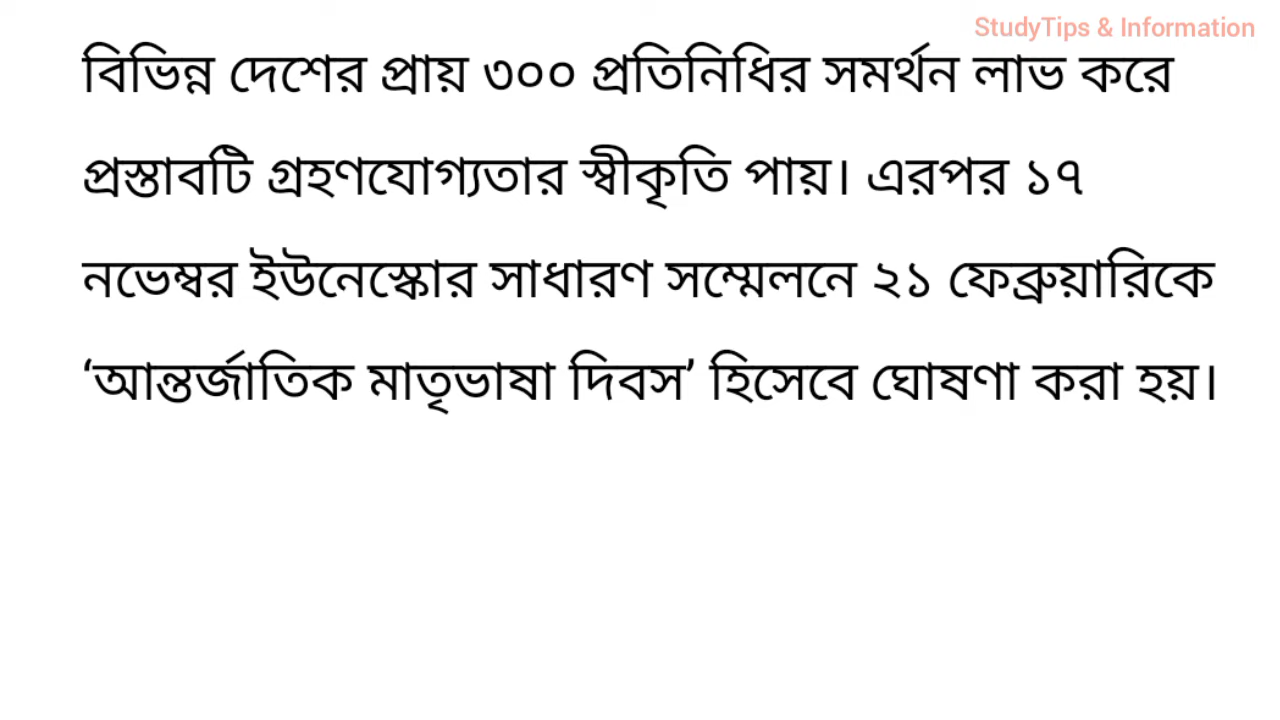 StudyTips & Information
বিভিন্ন দেশের প্রায় ৩০০ প্রতিনিধির সমর্থন লাভ করে
প্রস্তাবটি গ্রহণযোগ্যতার স্বীকৃতি পায়। এরপর ১৭
নভেম্বর ইউনেস্কোর সাধারণ সম্মেলনে ২১ ফেব্রুয়ারিকে
‘আন্তর্জাতিক মাতৃভাষা দিবস’ হিসেবে ঘোষণা করা হয়।